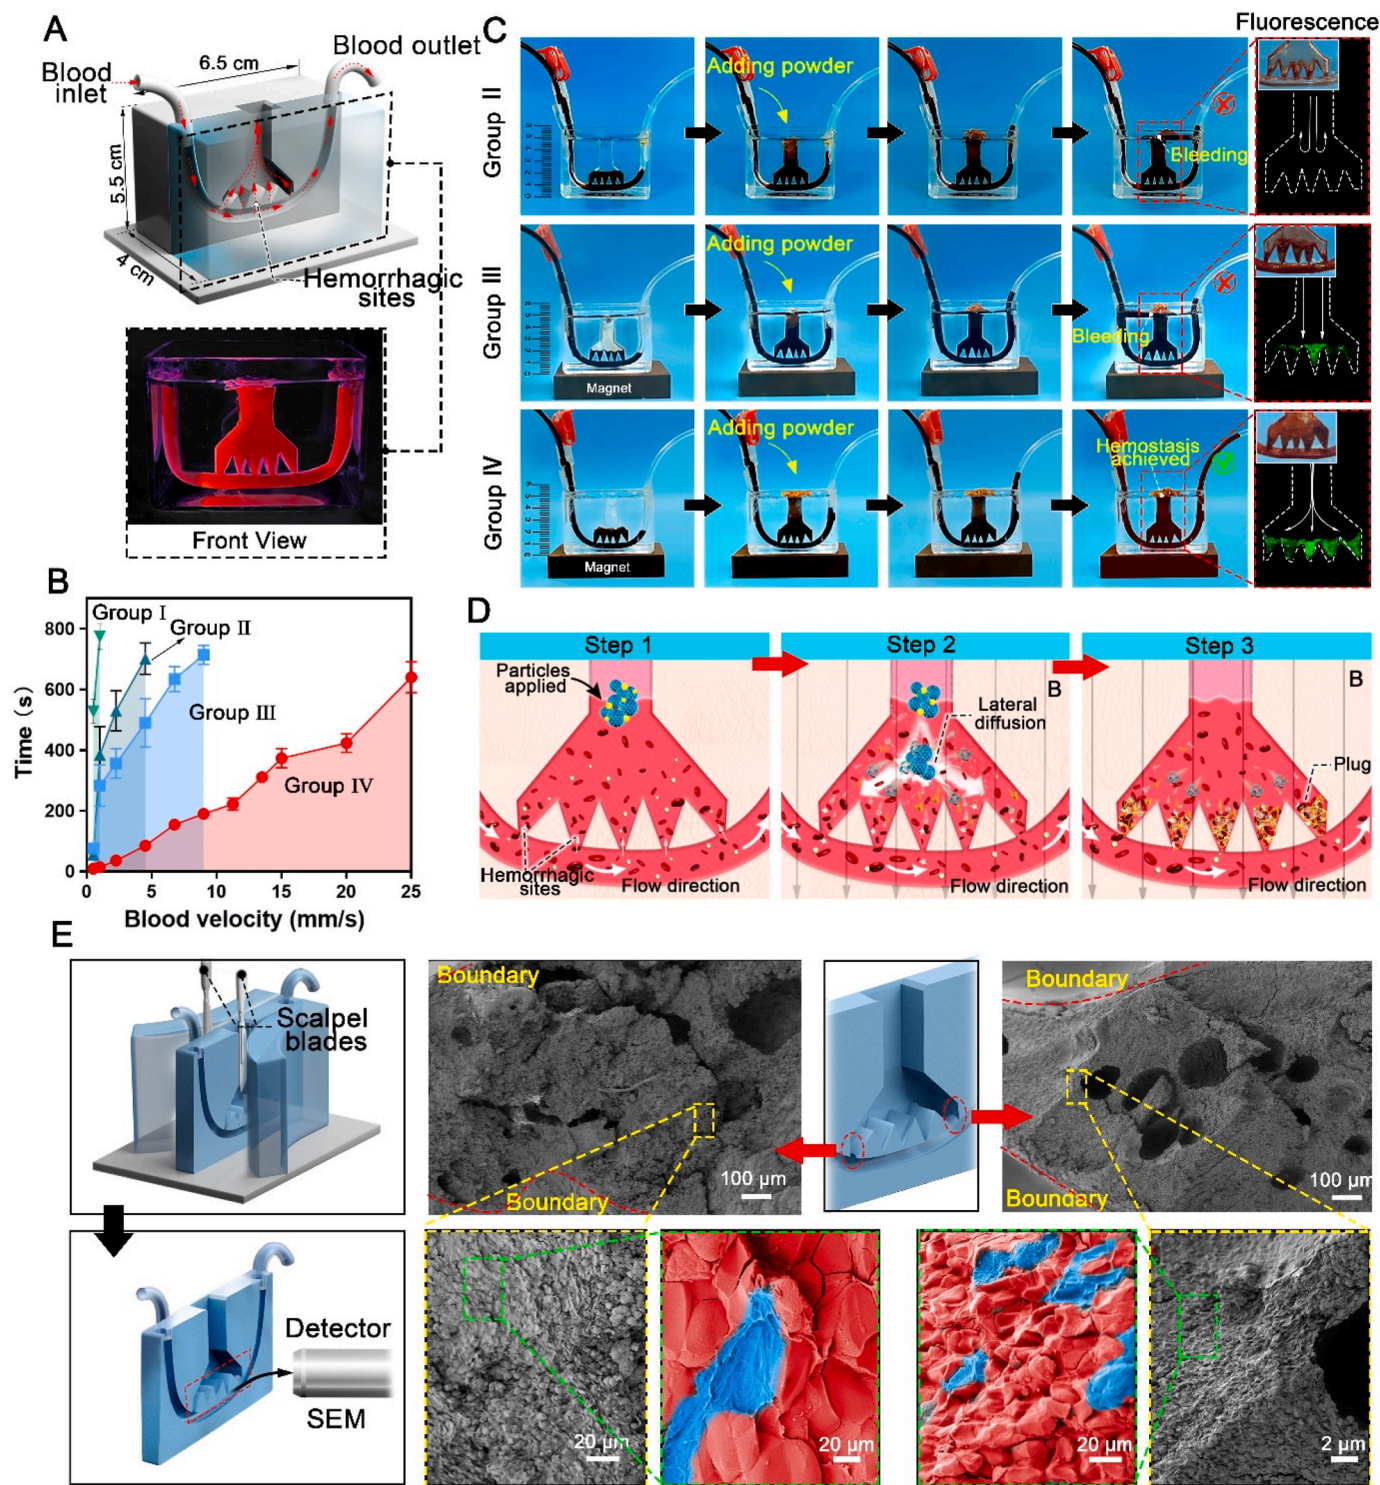 A
Blood outlet
Blood
inlet
6.5 cm
5.5 cm
4 cm
Hemorrhagic
sites
Front View
B
Group I
Group II
Group III
Group IV
800
600
400
200
0
Time (s)
0
5
10
15
20
25
Blood velocity (mm/s)
C
Fluorescence
Group II
Adding powder
Bleeding
Group III
Adding powder
Bleeding
Magnet
Group IV
Adding powder
Hemostasis
achieved
Magnet
D
Step 1
Step 2
Step 3
Particles
applied
Hemorrhagic
sites
Flow direction
B
Lateral
diffusion
Flow direction
B
Plug
Flow direction
E
Scalpel
blades
Detector
SEM
Boundary
Boundary
100 µm
Boundary
Boundary
100 µm
20 µm
20 µm
20 µm
2 µm